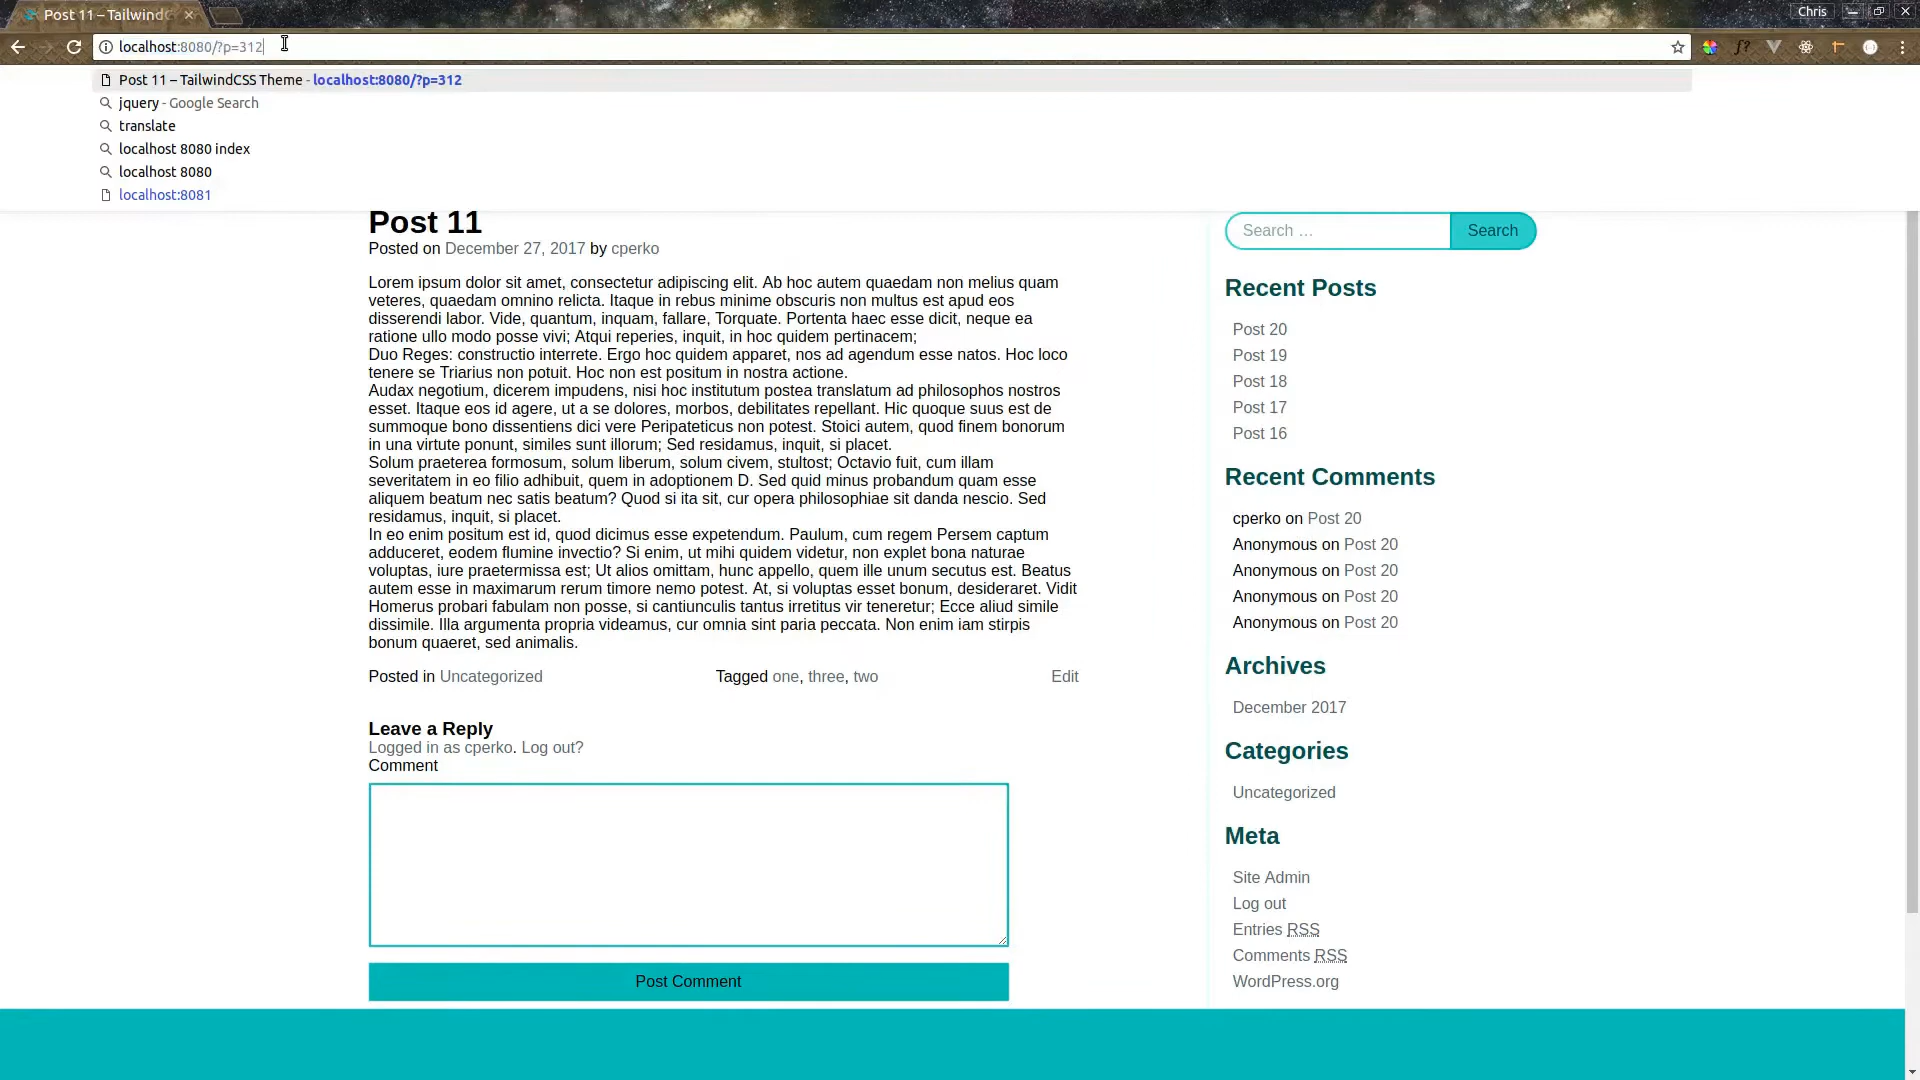 Post 11 – TailwindC
Chris
localhost:8080/?p=312
Post 11 – TailwindCSS Theme - localhost:8080/?p=312
jquery - Google Search
translate
localhost 8080 index
localhost 8080
localhost:8081
Post 11
Posted on December 27, 2017 by cperko
Lorem ipsum dolor sit amet, consectetur adipiscing elit. Ab hoc autem quaedam non melius quam
veteres, quaedam omnino relicta. Itaque in rebus minime obscuris non multus est apud eos
disserendi labor. Vide, quantum, inquam, fallare, Torquate. Portenta haec esse dicit, neque ea
ratione ullo modo posse vivi; Atqui reperies, inquit, in hoc quidem pertinacem;
Duo Reges: constructio interrete. Ergo hoc quidem apparet, nos ad agendum esse natos. Hoc loco
tenere se Triarius non potuit. Hoc non est positum in nostra actione.
Audax negotium, dicerem impudens, nisi hoc institutum postea translatum ad philosophos nostros
esset. Itaque eos id agere, ut a se dolores, morbos, debilitates repellant. Hic quoque suus est de
summoque bono dissentiens dici vere Peripateticus non potest. Stoici autem, quod finem bonorum
in una virtute ponunt, similes sunt illorum; Sed residamus, inquit, si placet.
Solum praeterea formosum, solum liberum, solum civem, stultost; Octavio fuit, cum illam
severitatem in eo filio adhibuit, quem in adoptionem D. Sed quid minus probandum quam esse
aliquem beatum nec satis beatum? Quod si ita sit, cur opera philosophiae sit danda nescio. Sed
residamus, inquit, si placet.
In eo enim positum est id, quod dicimus esse expetendum. Paulum, cum regem Persem captum
adduceret, eodem flumine invectio? Si enim, ut mihi quidem videtur, non explet bona naturae
voluptas, iure praetermissa est; Ut alios omittam, hunc appello, quem ille unum secutus est. Beatus
autem esse in maximarum rerum timore nemo potest. At, si voluptas esset bonum, desideraret. Vidit
Homerus probari fabulam non posse, si cantiunculis tantus irretitus vir teneretur; Ecce aliud simile
dissimile. Illa argumenta propria videamus, cur omnia sint paria peccata. Non enim iam stirpis
bonum quaeret, sed animalis.
Posted in Uncategorized Tagged one, three, two Edit
Leave a Reply
Logged in as cperko. Log out?
Comment
Post Comment
Search … Search
Recent Posts
Post 20
Post 19
Post 18
Post 17
Post 16
Recent Comments
cperko on Post 20
Anonymous on Post 20
Anonymous on Post 20
Anonymous on Post 20
Anonymous on Post 20
Archives
December 2017
Categories
Uncategorized
Meta
Site Admin
Log out
Entries RSS
Comments RSS
WordPress.org